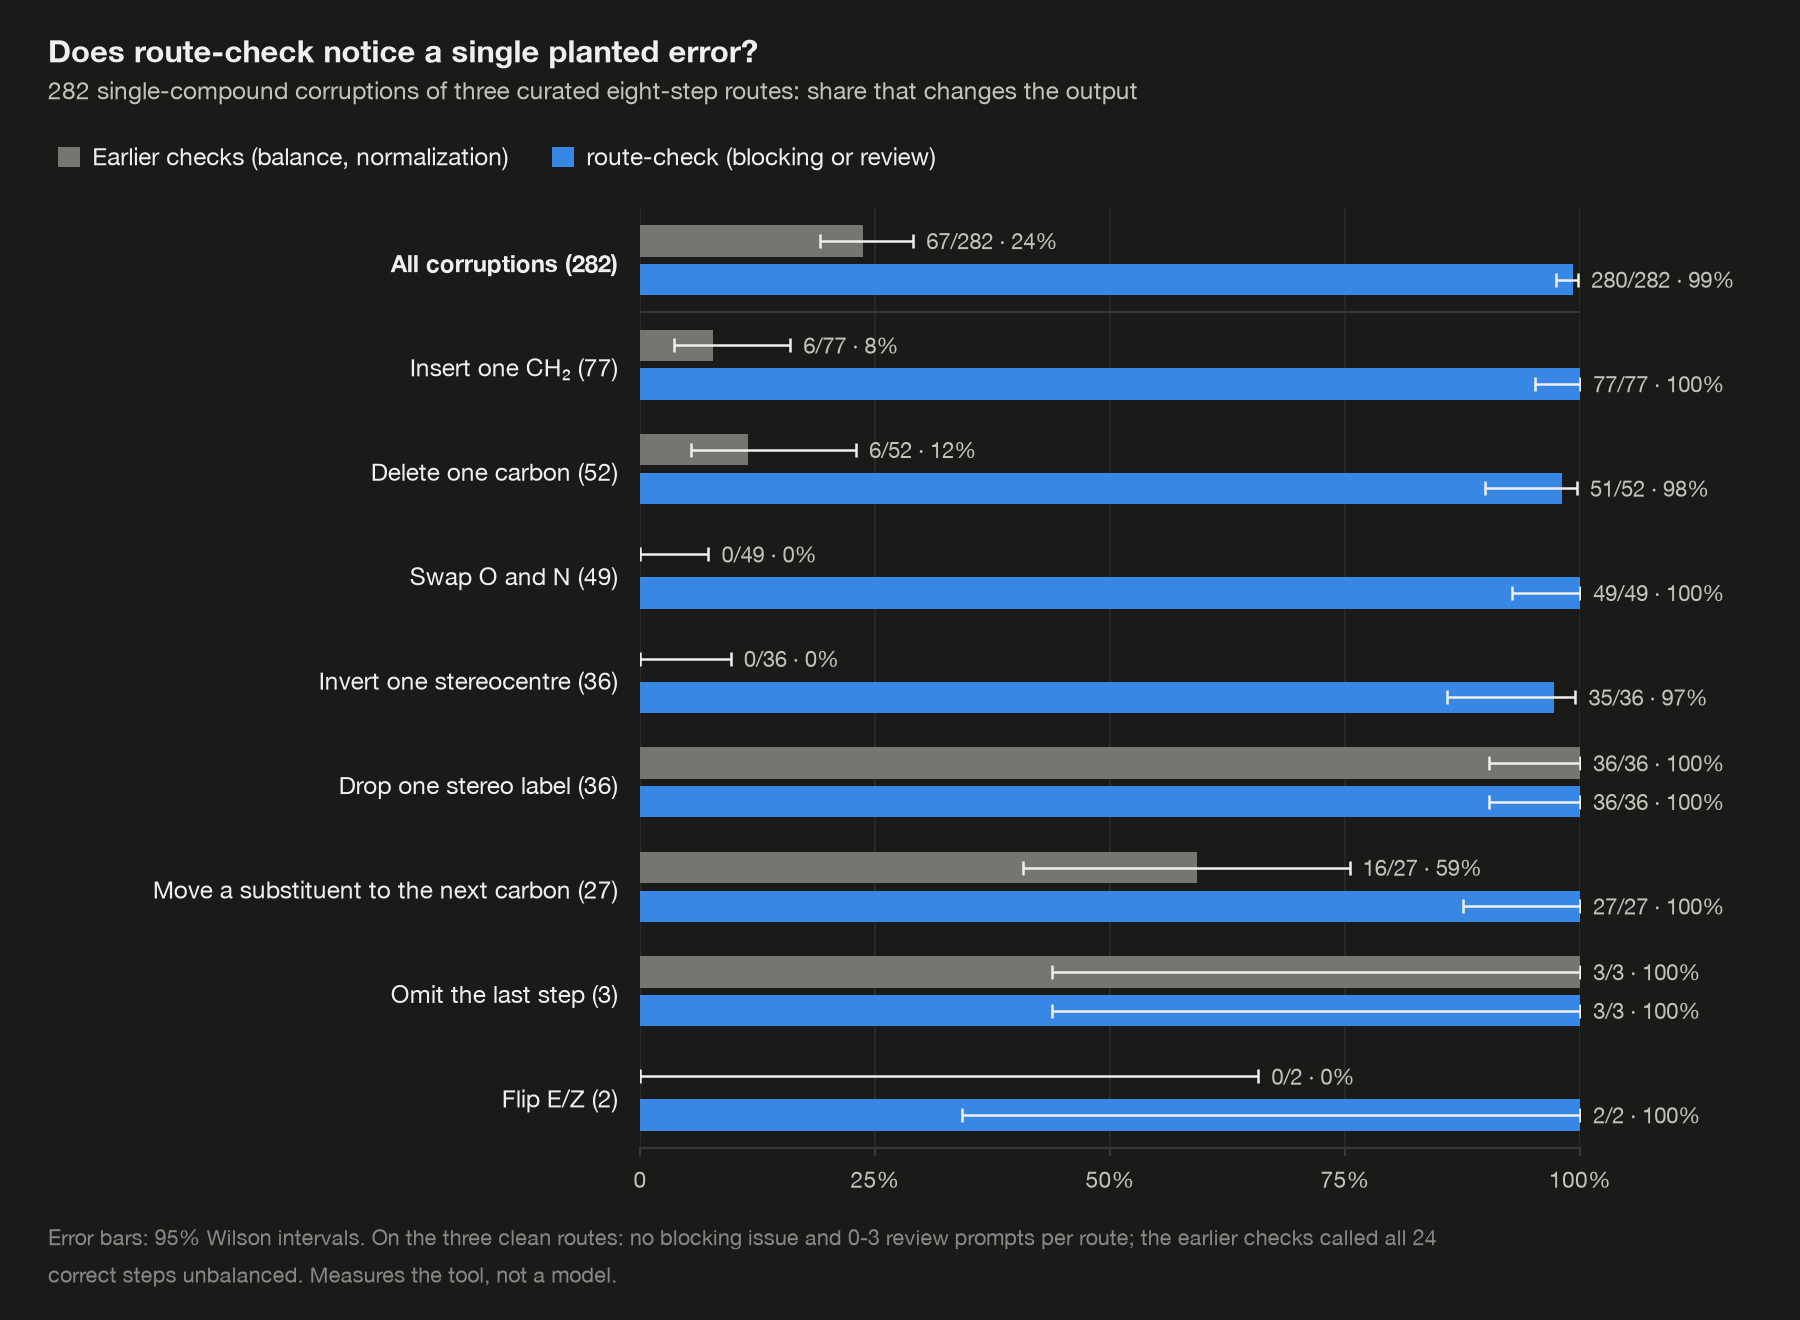 Does route-check notice a single planted error?
282 single-compound corruptions of three curated eight-step routes: share that changes the output
Earlier checks (balance, normalization)
route-check (blocking or review)
All corruptions (282)
67/282 · 24%
280/282 · 99%
Insert one CH₂ (77)
6/77 · 8%
77/77 · 100%
Delete one carbon (52)
6/52 · 12%
51/52 · 98%
Swap O and N (49)
0/49 · 0%
49/49 · 100%
Invert one stereocentre (36)
0/36 · 0%
35/36 · 97%
Drop one stereo label (36)
36/36 · 100%
36/36 · 100%
Move a substituent to the next carbon (27)
16/27 · 59%
27/27 · 100%
Omit the last step (3)
3/3 · 100%
3/3 · 100%
Flip E/Z (2)
0/2 · 0%
2/2 · 100%
0 25% 50% 75% 100%
Error bars: 95% Wilson intervals. On the three clean routes: no blocking issue and 0-3 review prompts per route; the earlier checks called all 24
correct steps unbalanced. Measures the tool, not a model.